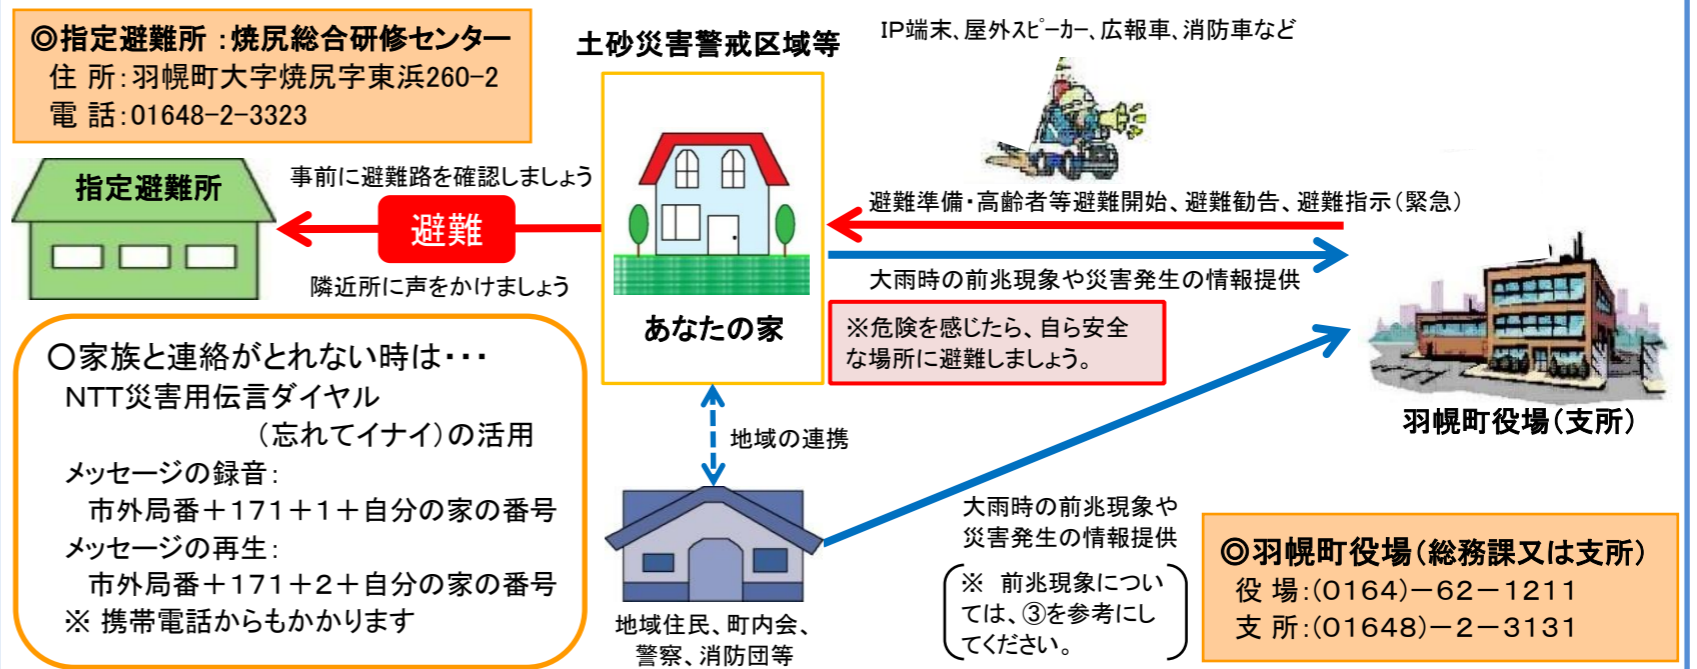 ◎指定避難所：焼尻総合研修センター
住 所：羽幌町大字焼尻字東浜260-2
電 話：01648-2-3323
土砂災害警戒区域等
IP端末、屋外スピーカー、広報車、消防車など
指定避難所
事前に避難路を確認しましょう
避難
隣近所に声をかけましょう
避難準備・高齢者等避難開始、避難勧告、避難指示（緊急）
大雨時の前兆現象や災害発生の情報提供
あなたの家
※危険を感じたら、自ら安全
な場所に避難しましょう。
羽幌町役場（支所）
○家族と連絡がとれない時は・・・
NTT災害用伝言ダイヤル
（忘れてイナイ）の活用
メッセージの録音：
市外局番＋171＋1＋自分の家の番号
メッセージの再生：
市外局番＋171＋2＋自分の家の番号
※ 携帯電話からもかかります
地域の連携
地域住民、町内会、
警察、消防団等
大雨時の前兆現象や
災害発生の情報提供
※ 前兆現象につい
ては、③を参考にし
てください。
◎羽幌町役場（総務課又は支所）
役 場：(0164)－62－1211
支 所：(01648)－2－3131